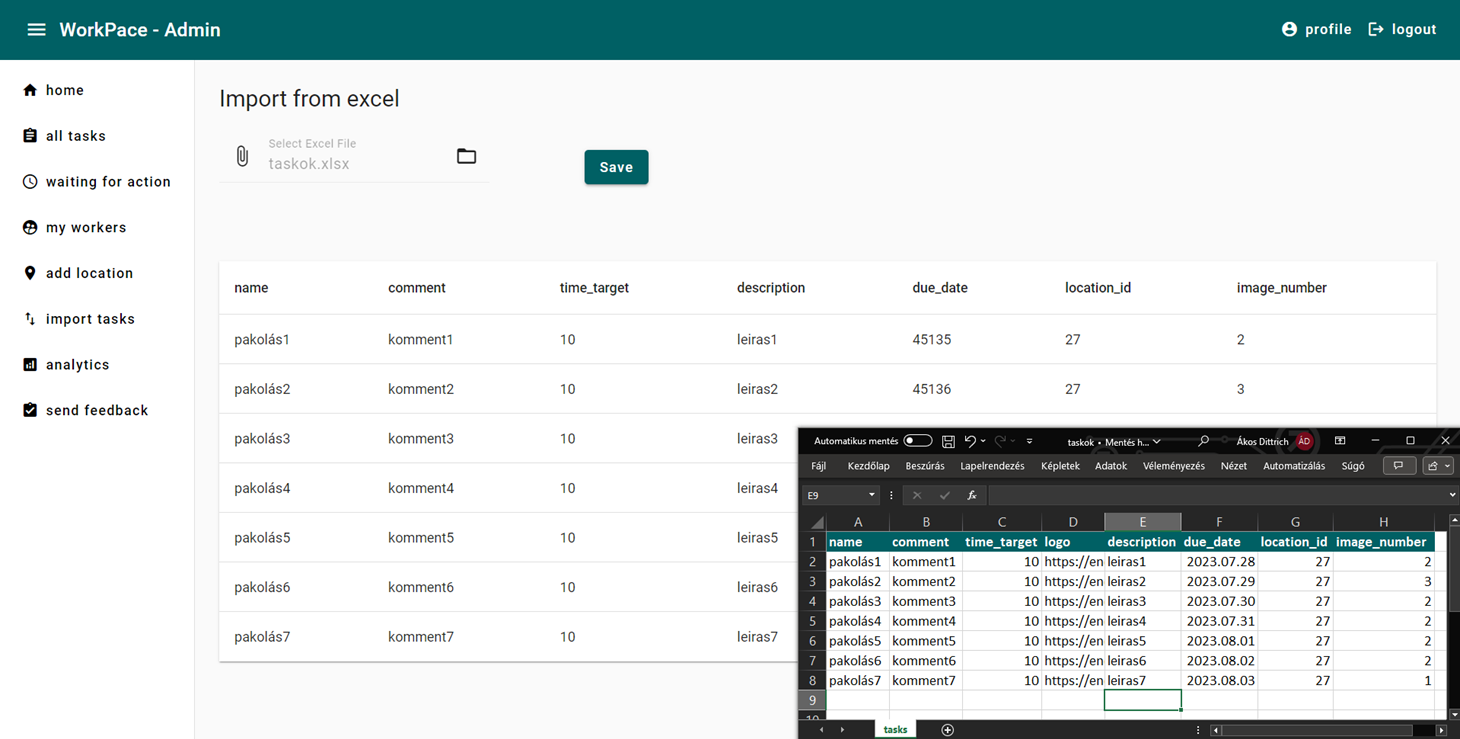 WorkPace - Admin
profile
logout
home
all tasks
waiting for action
my workers
add location
import tasks
analytics
send feedback
Import from excel
Select Excel File
taskok.xlsx
Save
name comment time_target description due_date location_id image_number
pakolás1 komment1 10 leiras1 45135 27 2
pakolás2 komment2 10 leiras2 45136 27 3
pakolás3 komment3 10 leiras3
pakolás4 komment4 10 leiras4
pakolás5 komment5 10 leiras5
pakolás6 komment6 10 leiras6
pakolás7 komment7 10 leiras7
Automatikus mentés taskok • Mentés h... Ákos Dittrich ÁD
Fájl Kezdőlap Beszúrás Lapelrendezés Képletek Adatok Véleményezés Nézet Automatizálás Súgó
E9 fx
A B C D E F G H
1 name comment time_target logo description due_date location_id image_number
2 pakolás1 komment1 10 https://en leiras1 2023.07.28 27 2
3 pakolás2 komment2 10 https://en leiras2 2023.07.29 27 3
4 pakolás3 komment3 10 https://en leiras3 2023.07.30 27 2
5 pakolás4 komment4 10 https://en leiras4 2023.07.31 27 2
6 pakolás5 komment5 10 https://en leiras5 2023.08.01 27 2
7 pakolás6 komment6 10 https://en leiras6 2023.08.02 27 2
8 pakolás7 komment7 10 https://en leiras7 2023.08.03 27 1
9
10
tasks